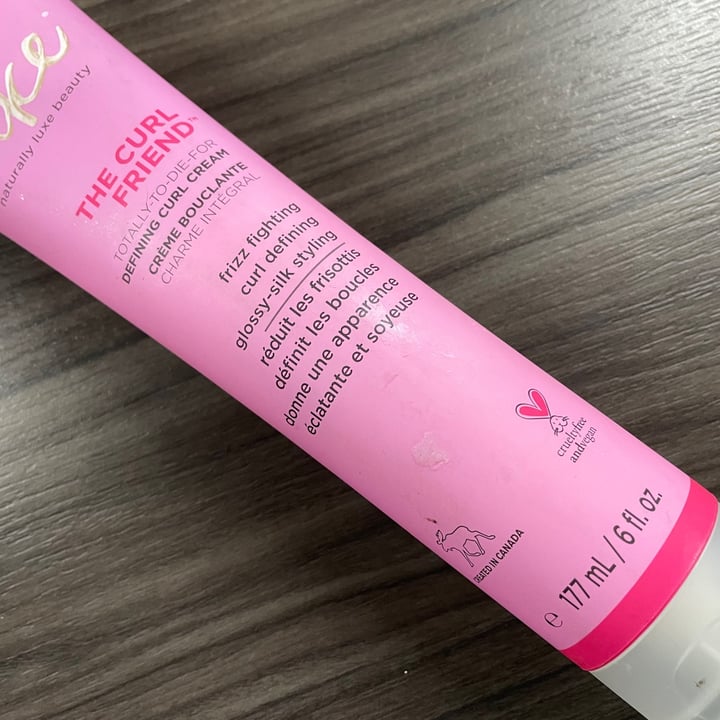 naturally luxe beauty
THE CURL
FRIEND™
TOTALLY-TO-DIE-FOR
DEFINING CURL CREAM
CRÈME BOUCLANTE
CHARME INTÉGRAL
frizz fighting
curl defining
glossy-silk styling
réduit les frisottis
définit les boucles
donne une apparence
éclatante et soyeuse
crueltyfree
andvegan
CREATED IN CANADA
e 177 mL / 6 fl. oz.